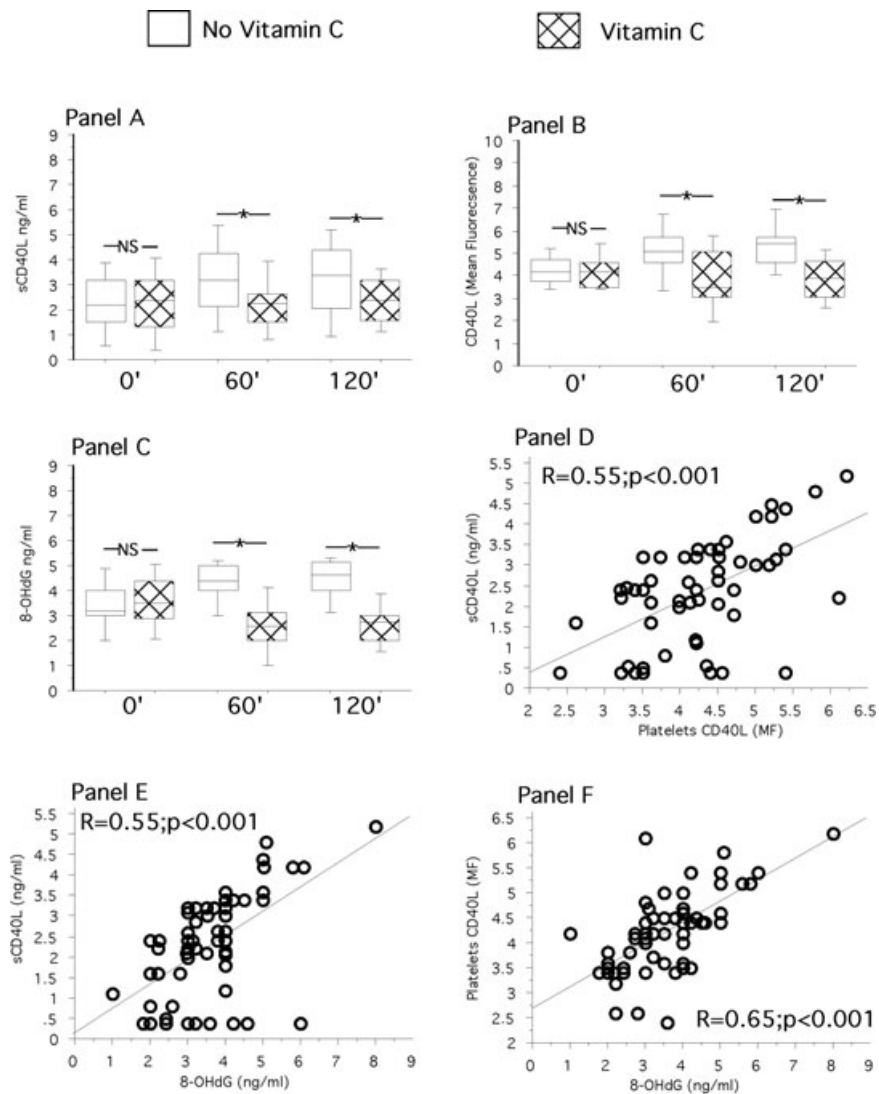 No Vitamin C
Vitamin C
Panel A
sCD40L ng/ml
9
8
7
6
5
4
3
2
1
0
NS
*
*
0' 60' 120'
Panel B
CD40L (Mean Fluorecsence)
10
9
8
7
6
5
4
3
2
1
0
NS
*
*
0' 60' 120'
Panel C
8-OHdG ng/ml
9
8
7
6
5
4
3
2
1
0
NS
*
*
0' 60' 120'
Panel D
R=0.55;p<0.001
sCD40L (ng/ml)
5.5
5
4.5
4
3.5
3
2.5
2
1.5
1
.5
0
2 2.5 3 3.5 4 4.5 5 5.5 6 6.5
Platelets CD40L (MF)
Panel E
R=0.55;p<0.001
sCD40L (ng/ml)
5.5
5
4.5
4
3.5
3
2.5
2
1.5
1
.5
0
0 1 2 3 4 5 6 7 8 9
8-OHdG (ng/ml)
Panel F
Platelets CD40L (MF)
6.5
6
5.5
5
4.5
4
3.5
3
2.5
2
R=0.65;p<0.001
0 1 2 3 4 5 6 7 8 9
8-OHdG (ng/ml)